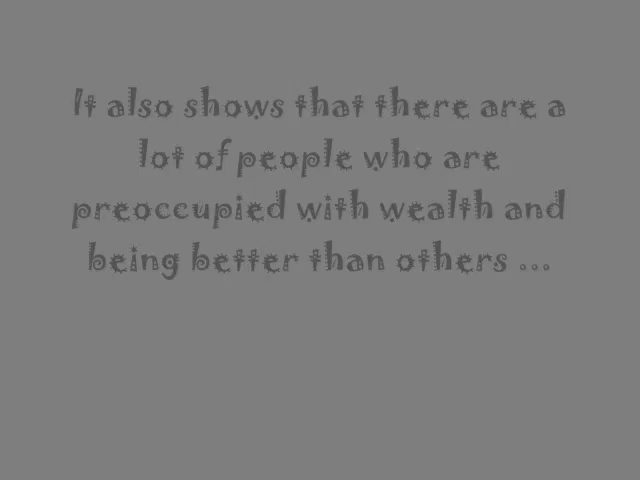 It also shows that there are a
lot of people who are
preoccupied with wealth and
being better than others ...